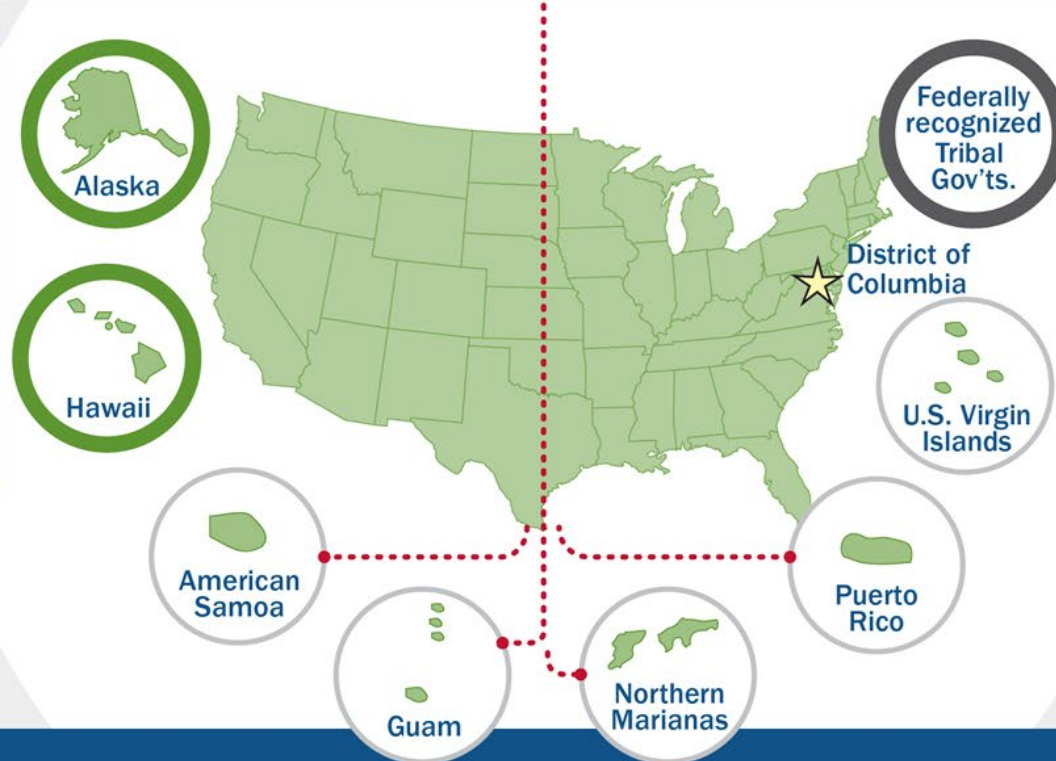 Alaska
Federally
recognized
Tribal
Gov'ts.
District of
Columbia
Hawaii
U.S. Virgin
Islands
American
Samoa
Puerto
Rico
Guam
Northern
Marianas